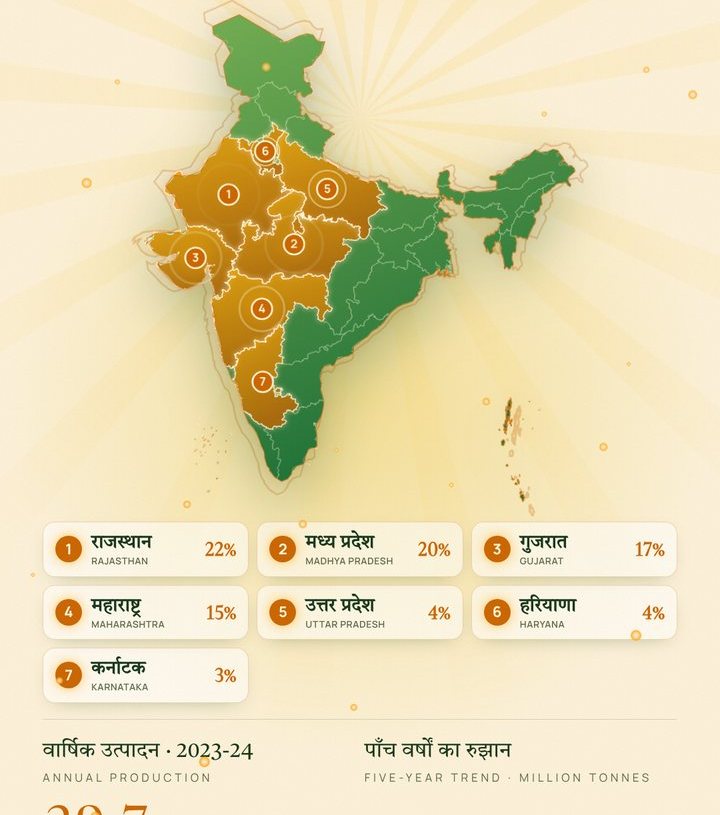 6
1
5
2
3
4
7
1 राजस्थान RAJASTHAN 22%
2 मध्य प्रदेश MADHYA PRADESH 20%
3 गुजरात GUJARAT 17%
4 महाराष्ट्र MAHARASHTRA 15%
5 उत्तर प्रदेश UTTAR PRADESH 4%
6 हरियाणा HARYANA 4%
7 कर्नाटक KARNATAKA 3%
वार्षिक उत्पादन · 2023-24
ANNUAL PRODUCTION
पाँच वर्षों का रुझान
FIVE-YEAR TREND · MILLION TONNES